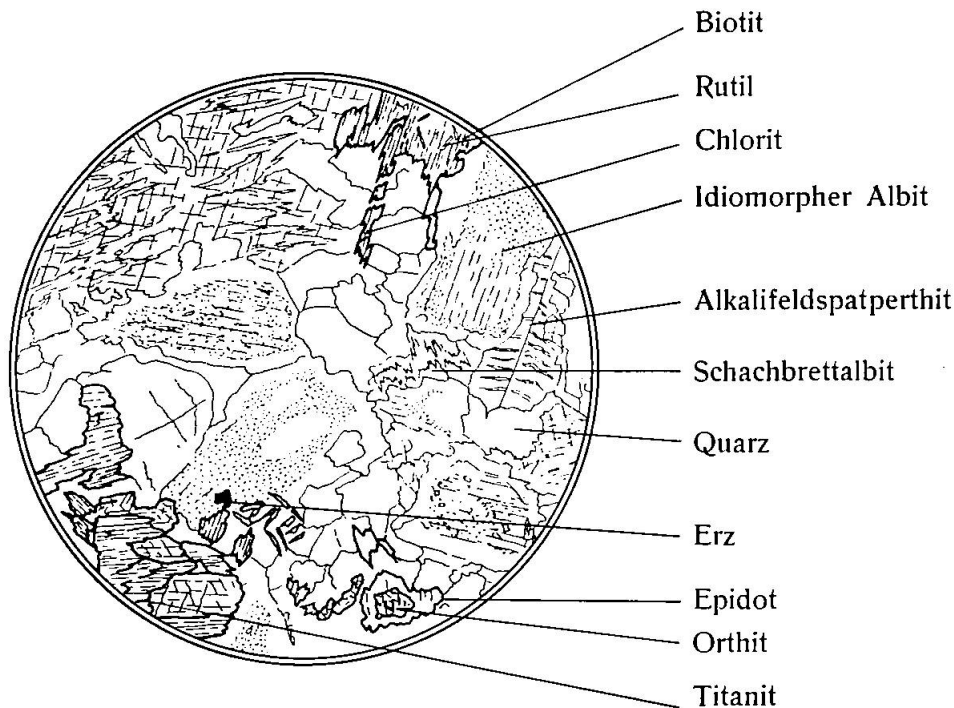 Biotit
Rutil
Chlorit
Idiomorpher Albit
Alkalifeldspatperthit
Schachbrettalbit
Quarz
Erz
Epidot
Orthit
Titanit